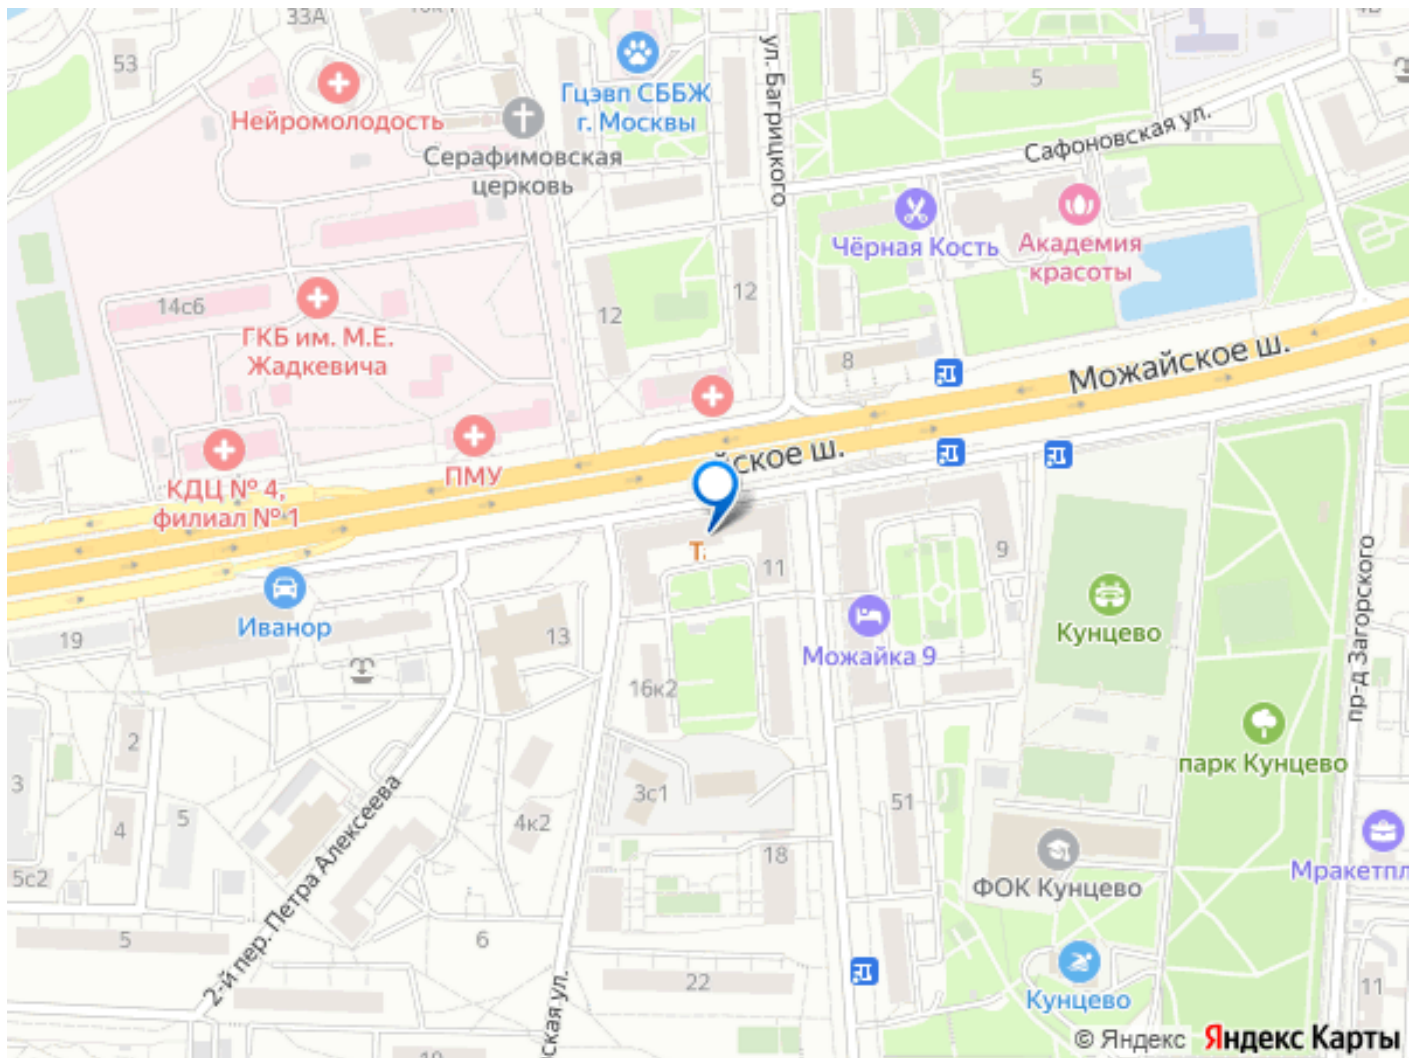 33А
53
Нейромолодость
Гцэвп СББЖ
г. Москвы
ул. Багрицкого
5
Сафоновская ул.
Серафимовская
церковь
Чёрная Кость
Академия
красоты
14с6
12
12
ГКБ им. М.Е.
Жадкевича
8
Можайское ш.
йское ш.
ПМУ
КДЦ № 4,
филиал № 1
11
9
Иванор
19
13
Можайка 9
Кунцево
пр-д Загорского
16к2
2
3
парк Кунцево
3с1
51
5
4
4к2
18
2-й пер. Петра Алексеева
5с2
Мракетпл
ФОК Кунцево
5
6
22
ская ул.
Кунцево
11
© Яндекс Яндекс Карты